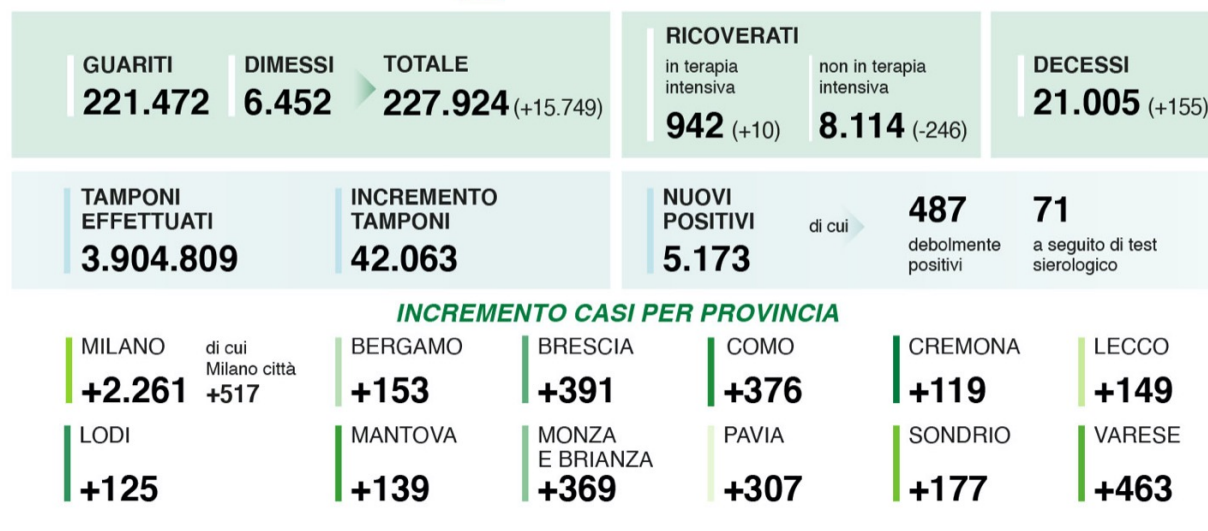 GUARITI
221.472
DIMESSI
6.452
TOTALE
227.924 (+15.749)
RICOVERATI
in terapia
intensiva
942 (+10)
non in terapia
intensiva
8.114 (-246)
DECESSI
21.005 (+155)
TAMPONI
EFFETTUATI
3.904.809
INCREMENTO
TAMPONI
42.063
NUOVI
POSITIVI
5.173
di cui
487
debolmente
positivi
71
a seguito di test
sierologico
INCREMENTO CASI PER PROVINCIA
MILANO
+2.261
di cui
Milano città
+517
BERGAMO
+153
BRESCIA
+391
COMO
+376
CREMONA
+119
LECCO
+149
LODI
+125
MANTOVA
+139
MONZA
E BRIANZA
+369
PAVIA
+307
SONDRIO
+177
VARESE
+463